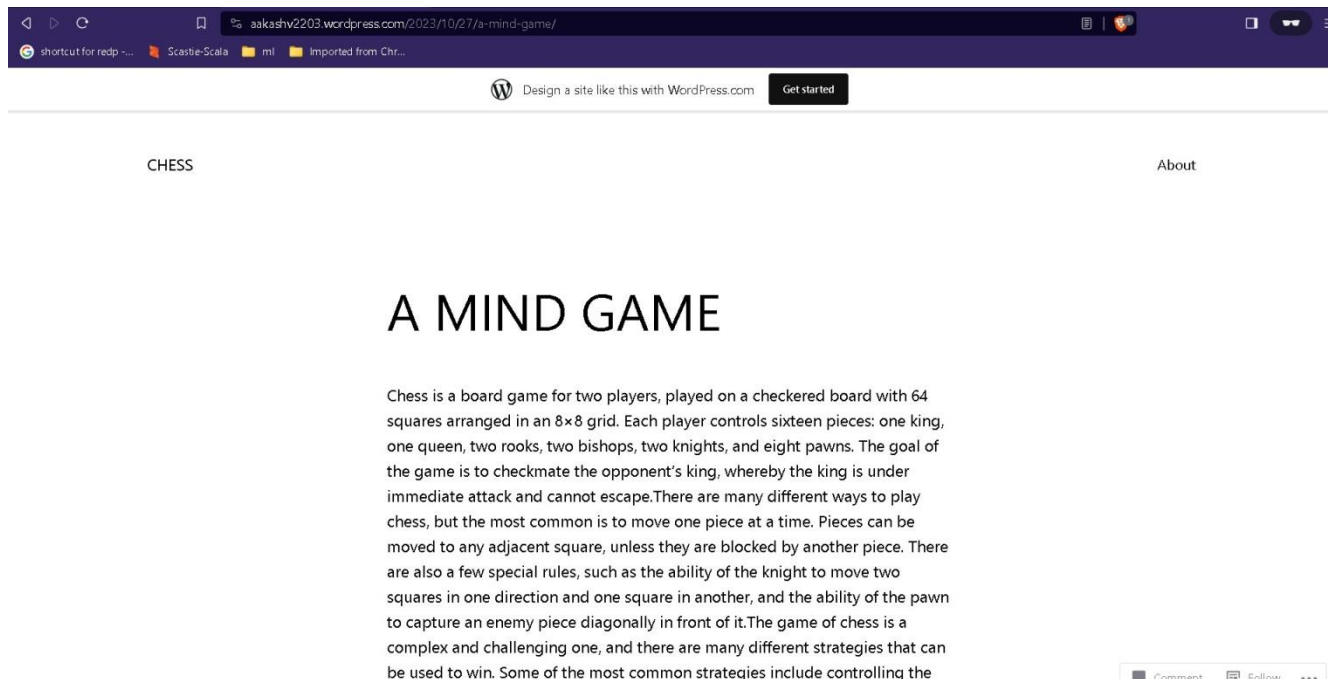 aakashv2203.wordpress.com/2023/10/27/a-mind-game/
shortcut for redp -... Scastie-Scala ml Imported from Chr...
Design a site like this with WordPress.com Get started
CHESS About
A MIND GAME
Chess is a board game for two players, played on a checkered board with 64
squares arranged in an 8×8 grid. Each player controls sixteen pieces: one king,
one queen, two rooks, two bishops, two knights, and eight pawns. The goal of
the game is to checkmate the opponent's king, whereby the king is under
immediate attack and cannot escape.There are many different ways to play
chess, but the most common is to move one piece at a time. Pieces can be
moved to any adjacent square, unless they are blocked by another piece. There
are also a few special rules, such as the ability of the knight to move two
squares in one direction and one square in another, and the ability of the pawn
to capture an enemy piece diagonally in front of it.The game of chess is a
complex and challenging one, and there are many different strategies that can
be used to win. Some of the most common strategies include controlling the
Comment Follow